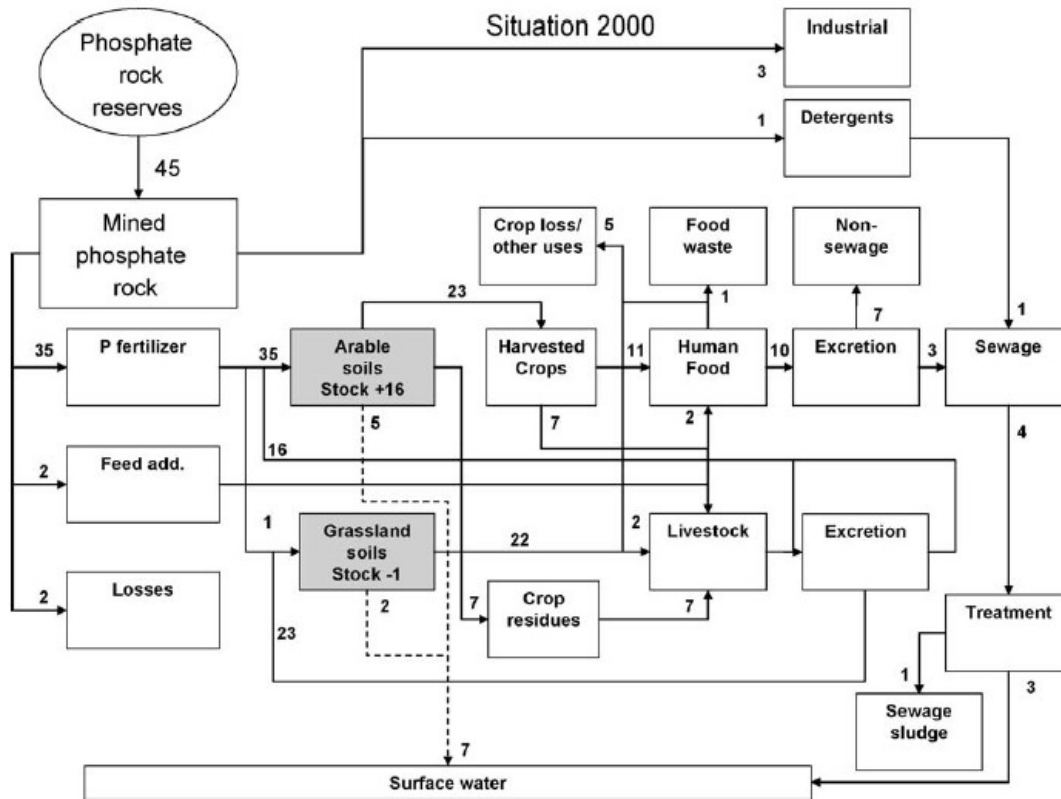 Situation 2000
Phosphate
rock
reserves
45
Mined
phosphate
rock
Industrial
3
Detergents
1
Crop loss/
other uses
5
Food
waste
1
Non-
sewage
7
1
35
P fertilizer
35
Arable
soils
Stock +16
23
Harvested
Crops
11
Human
Food
10
Excretion
3
Sewage
5
7
2
4
16
2
Feed add.
1
Grassland
soils
Stock -1
22
2
Livestock
Excretion
2
Losses
2
7
Crop
residues
7
23
Treatment
1
3
Sewage
sludge
7
Surface water